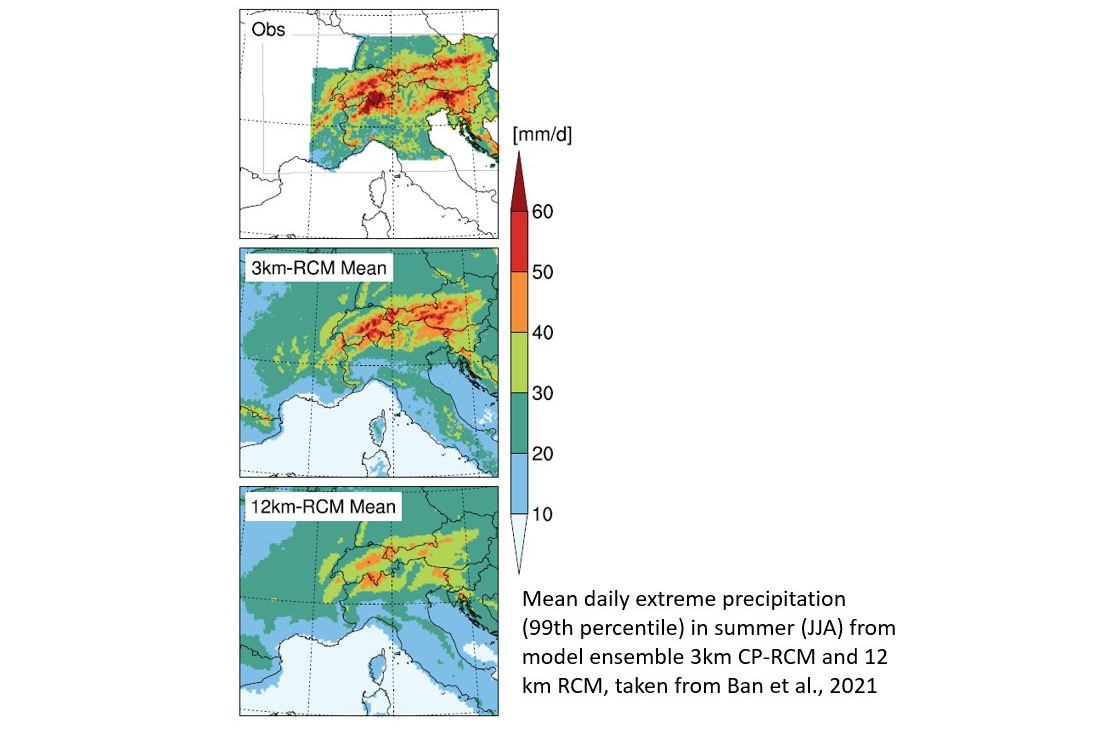 Obs
[mm/d]
60
50
40
30
20
10
3km-RCM Mean
12km-RCM Mean
Mean daily extreme precipitation
(99th percentile) in summer (JJA) from
model ensemble 3km CP-RCM and 12
km RCM, taken from Ban et al., 2021